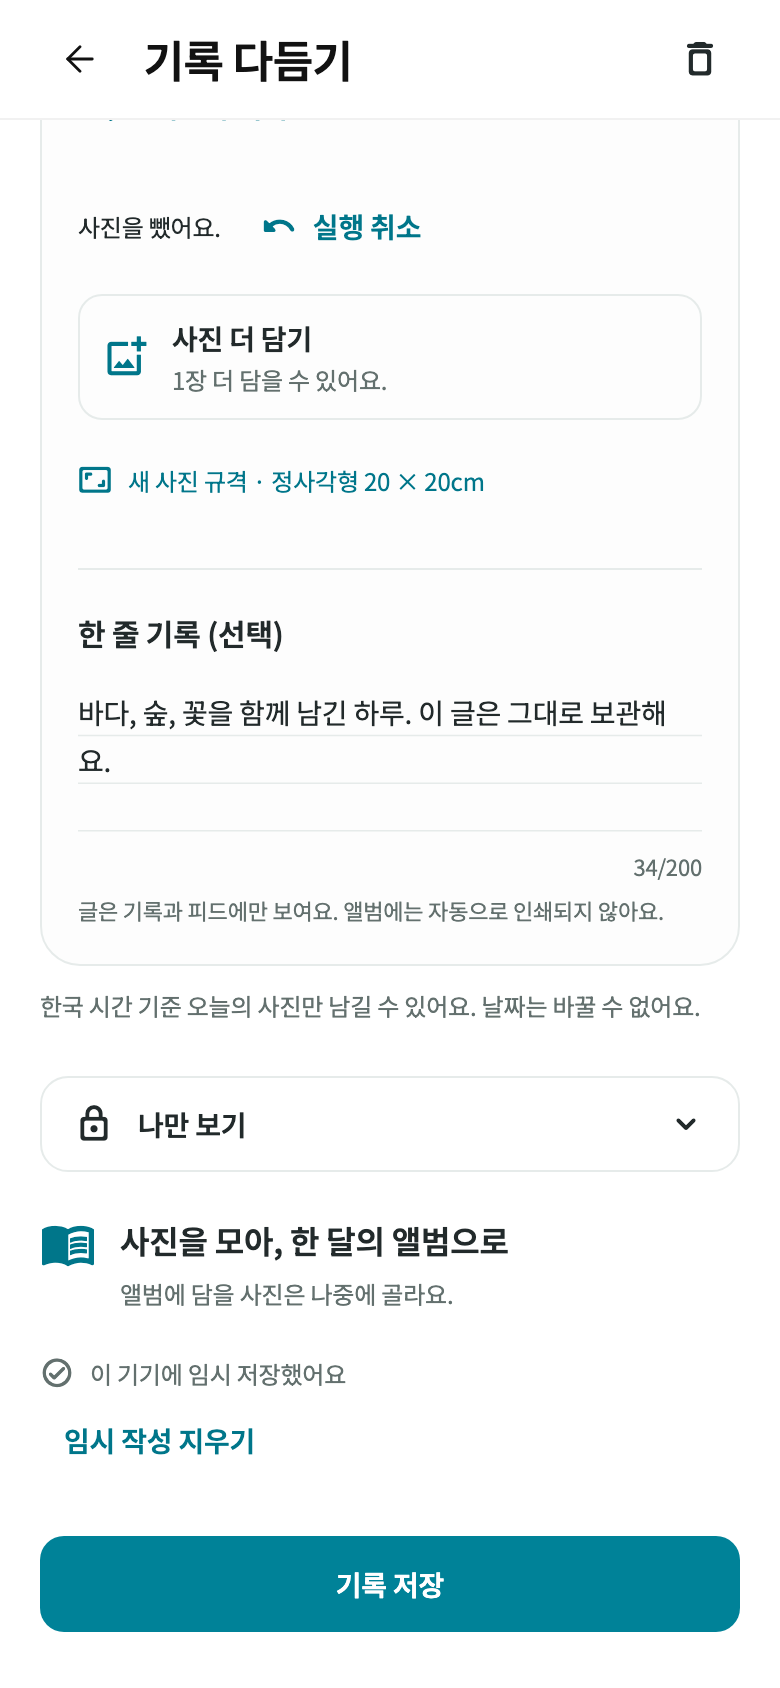 기록 다듬기
사진을 뺐어요.
실행 취소
사진 더 담기
1장 더 담을 수 있어요.
새 사진 규격 · 정사각형 20 × 20cm
한 줄 기록 (선택)
바다, 숲, 꽃을 함께 남긴 하루. 이 글은 그대로 보관해
요.
34/200
글은 기록과 피드에만 보여요. 앨범에는 자동으로 인쇄되지 않아요.
한국 시간 기준 오늘의 사진만 남길 수 있어요. 날짜는 바꿀 수 없어요.
나만 보기
사진을 모아, 한 달의 앨범으로
앨범에 담을 사진은 나중에 골라요.
이 기기에 임시 저장했어요
임시 작성 지우기
기록 저장